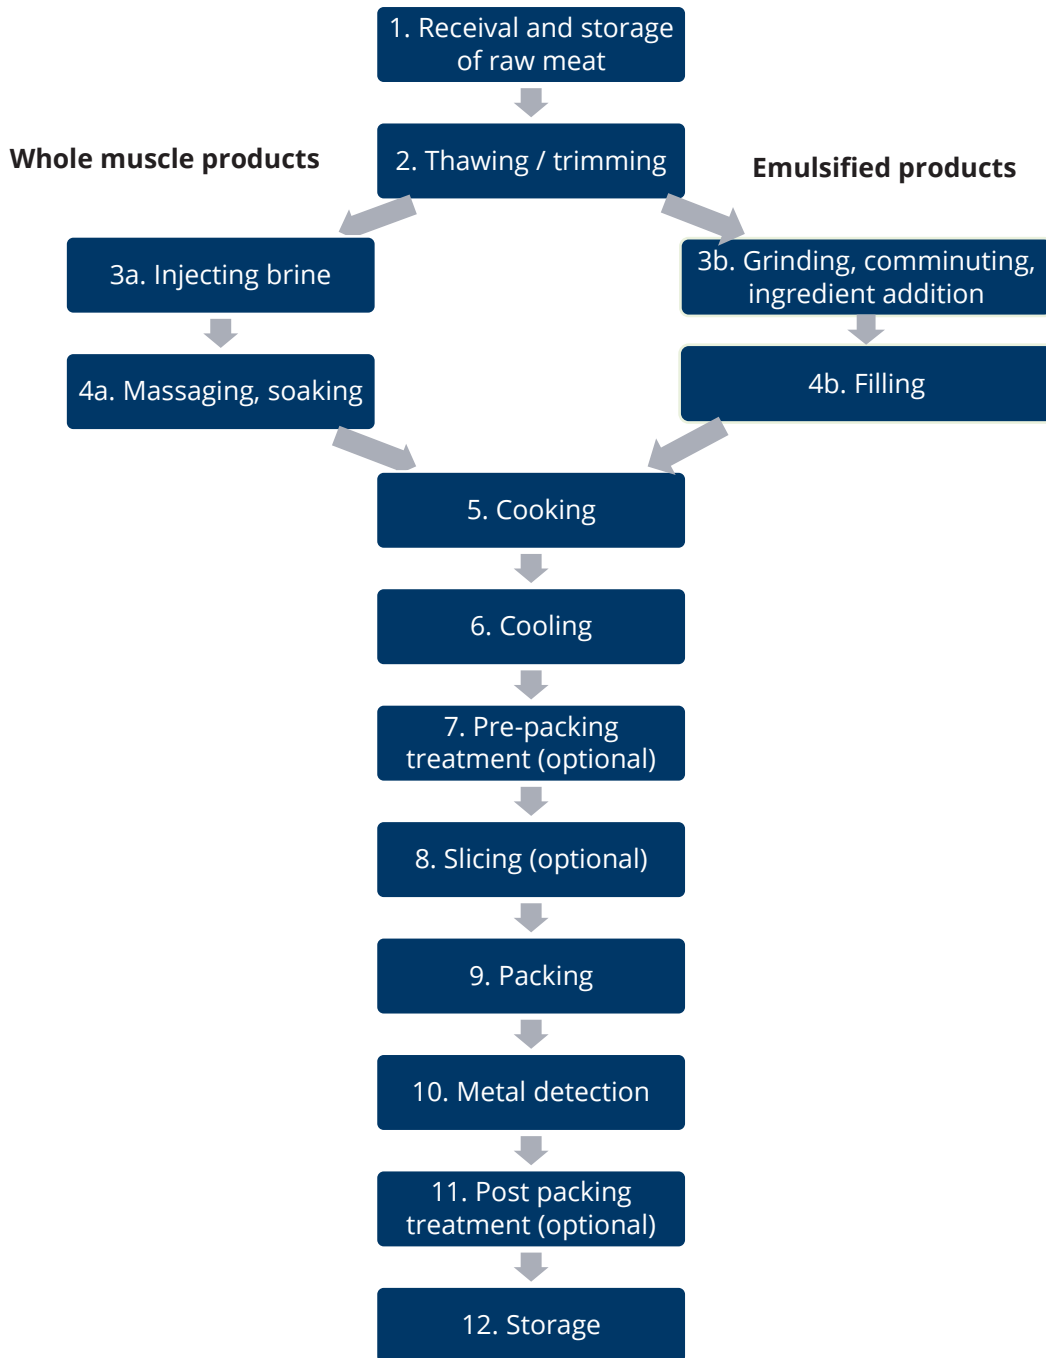 1. Receival and storage
of raw meat
Whole muscle products
2. Thawing / trimming
Emulsified products
3a. Injecting brine
3b. Grinding, comminuting,
ingredient addition
4a. Massaging, soaking
4b. Filling
5. Cooking
6. Cooling
7. Pre-packing
treatment (optional)
8. Slicing (optional)
9. Packing
10. Metal detection
11. Post packing
treatment (optional)
12. Storage